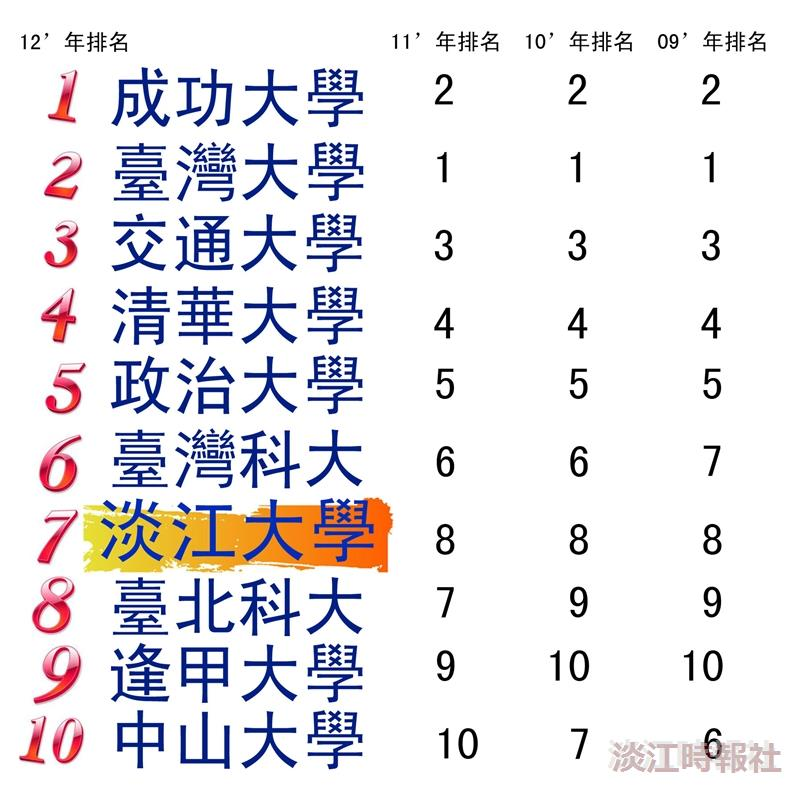 12’年排名 11’年排名 10’年排名 09’年排名
1 成功大學 2 2 2
2 臺灣大學 1 1 1
3 交通大學 3 3 3
4 清華大學 4 4 4
5 政治大學 5 5 5
6 臺灣科大 6 6 7
7 淡江大學 8 8 8
8 臺北科大 7 9 9
9 逢甲大學 9 10 10
10 中山大學 10 7 6
淡江時報社